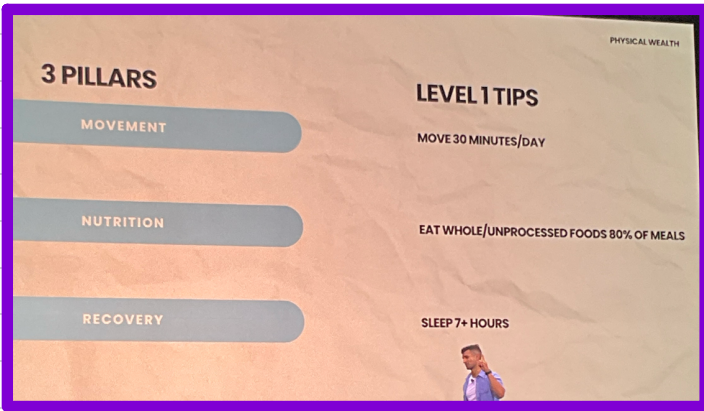 PHYSICAL WEALTH
3 PILLARS
LEVEL 1 TIPS
MOVEMENT
MOVE 30 MINUTES/DAY
NUTRITION
EAT WHOLE/UNPROCESSED FOODS 80% OF MEALS
RECOVERY
SLEEP 7+ HOURS